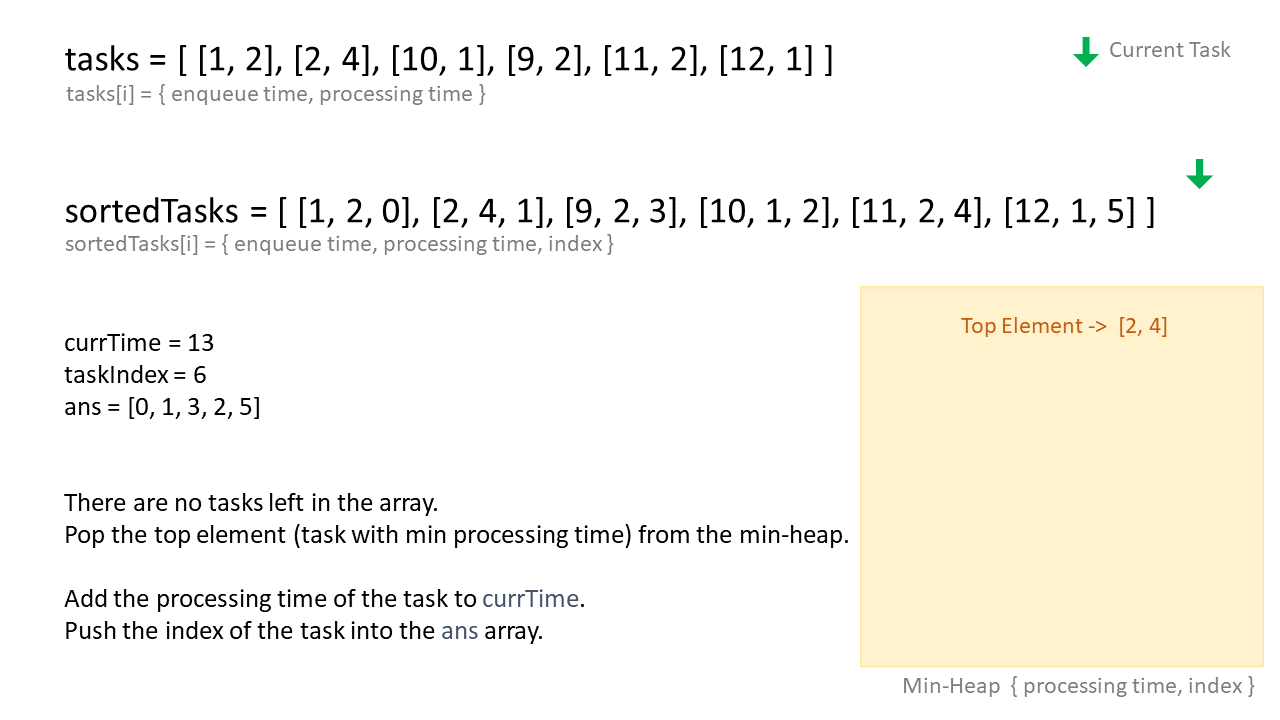 tasks = [ [1, 2], [2, 4], [10, 1], [9, 2], [11, 2], [12, 1] ]
Current Task
tasks[i] = { enqueue time, processing time }
sortedTasks = [ [1, 2, 0], [2, 4, 1], [9, 2, 3], [10, 1, 2], [11, 2, 4], [12, 1, 5] ]
sortedTasks[i] = { enqueue time, processing time, index }
Top Element -> [2, 4]
currTime = 13
taskIndex = 6
ans = [0, 1, 3, 2, 5]
There are no tasks left in the array.
Pop the top element (task with min processing time) from the min-heap.
Add the processing time of the task to currTime.
Push the index of the task into the ans array.
Min-Heap { processing time, index }